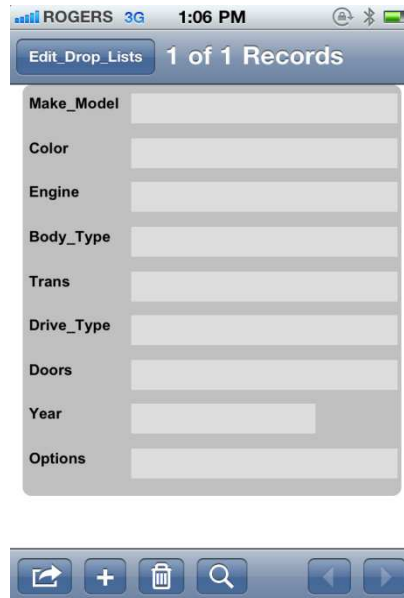 ROGERS 3G 1:06 PM
Edit_Drop_Lists 1 of 1 Records
Make_Model
Color
Engine
Body_Type
Trans
Drive_Type
Doors
Year
Options